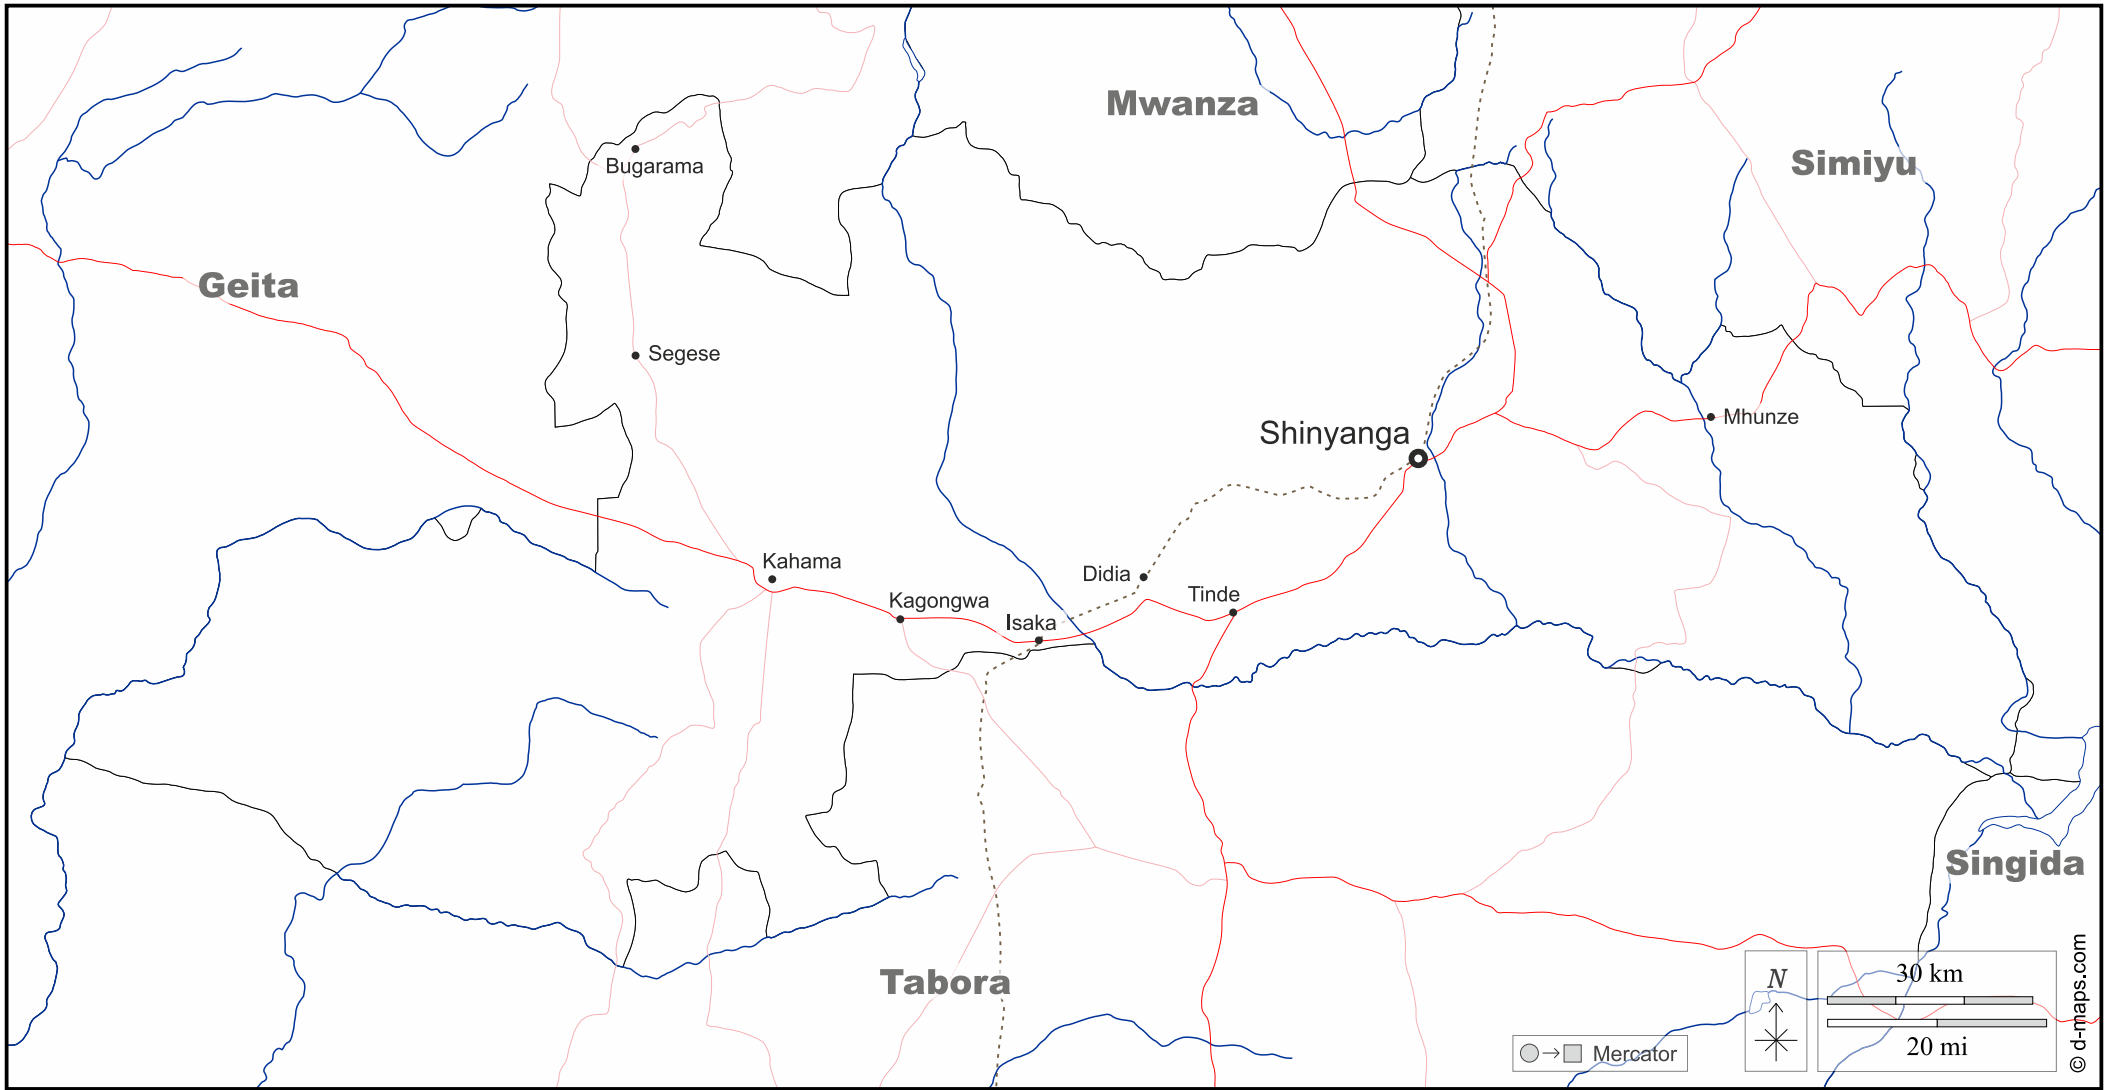 Mwanza
Simiyu
Bugarama
Geita
Segese
Mhunze
Shinyanga
Kahama
Didia
Kagongwa
Tinde
Isaka
Singida
Tabora
N
30 km
20 mi
Mercator
© d-maps.com